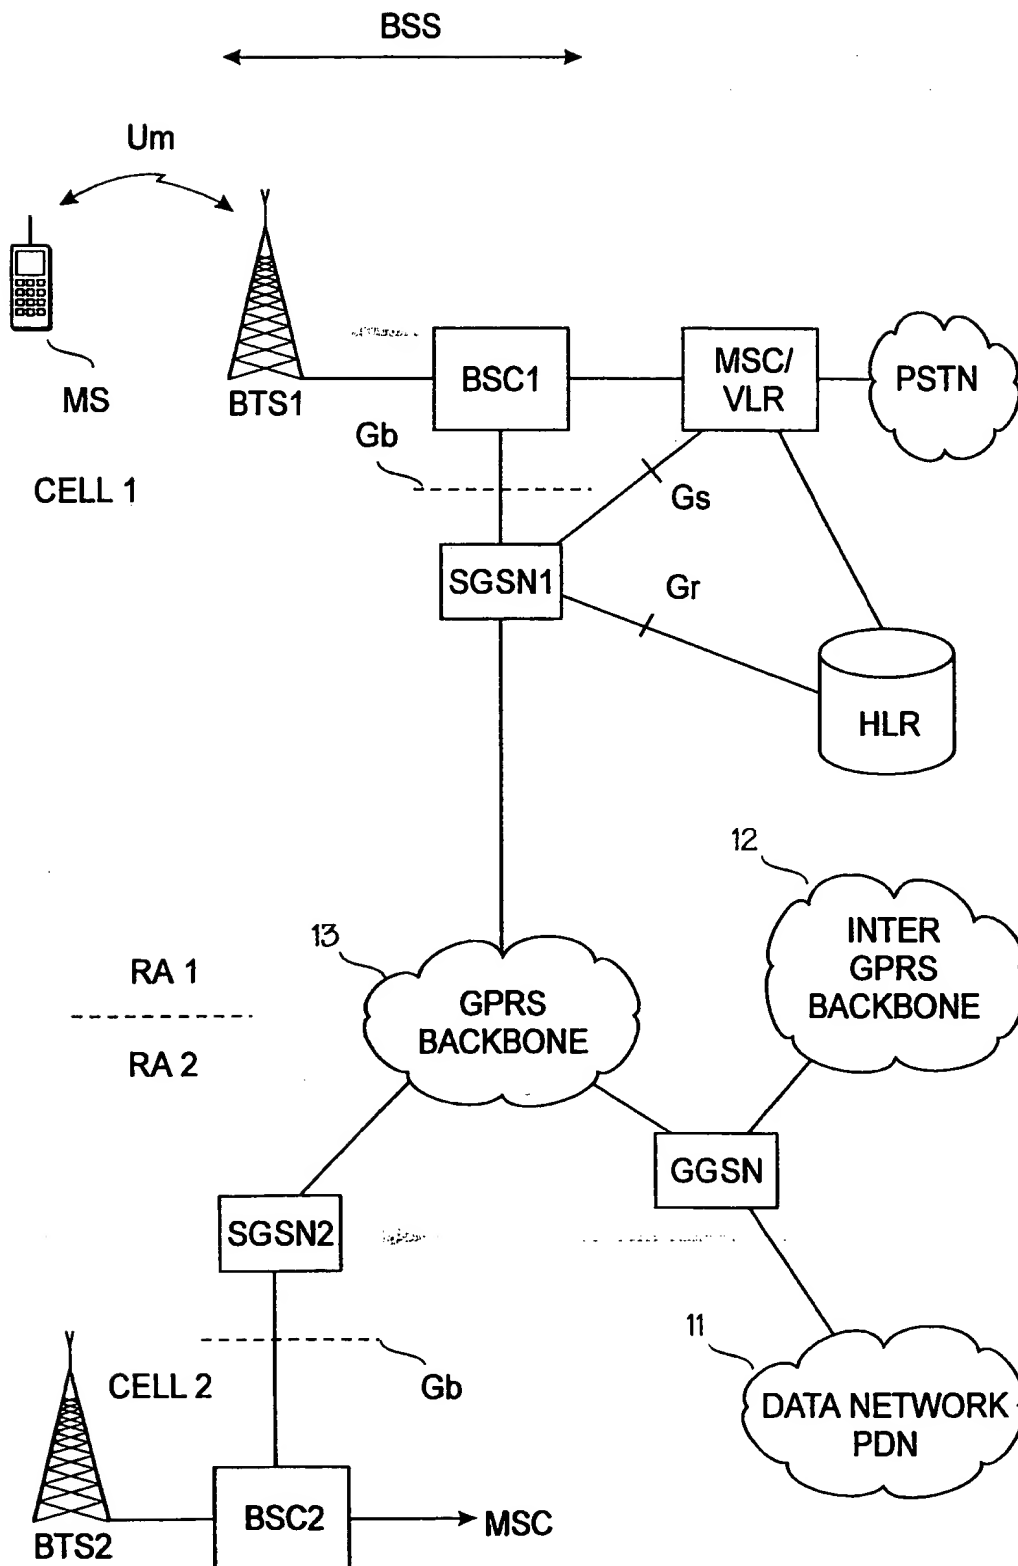 BSS
Um
MS
BTS1
BSC1
MSC/
VLR
PSTN
Gb
CELL 1
Gs
SGSN1
Gr
HLR
12
13
INTER
GPRS
BACKBONE
RA 1
GPRS
BACKBONE
RA 2
GGSN
SGSN2
11
CELL 2
Gb
DATA NETWORK
PDN
BSC2
MSC
BTS2